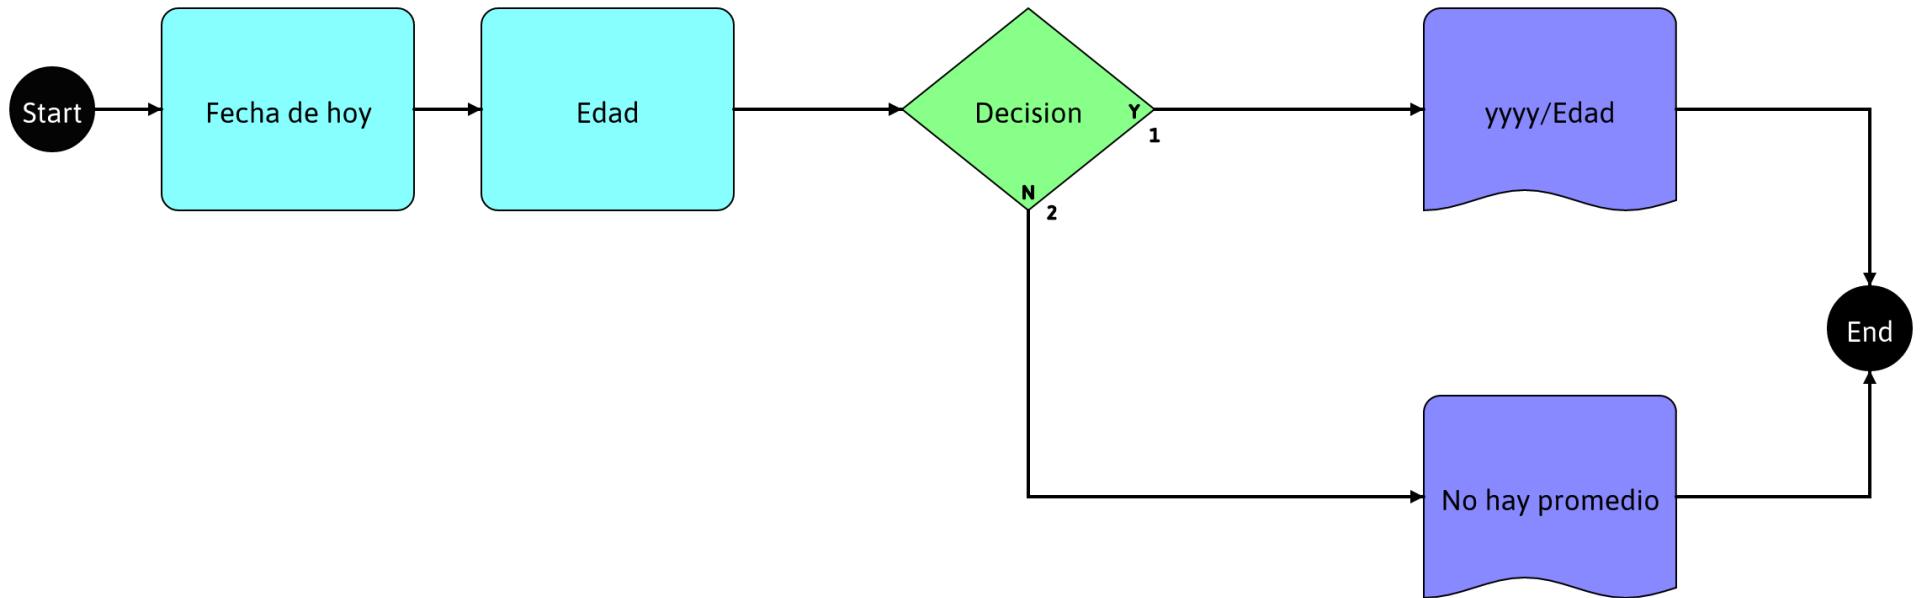 Start
Fecha de hoy
Edad
Decision
Y
1
N
2
yyyy/Edad
End
No hay promedio